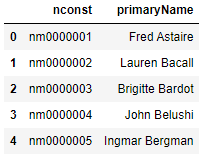 nconst primaryName
0 nm0000001 Fred Astaire
1 nm0000002 Lauren Bacall
2 nm0000003 Brigitte Bardot
3 nm0000004 John Belushi
4 nm0000005 Ingmar Bergman